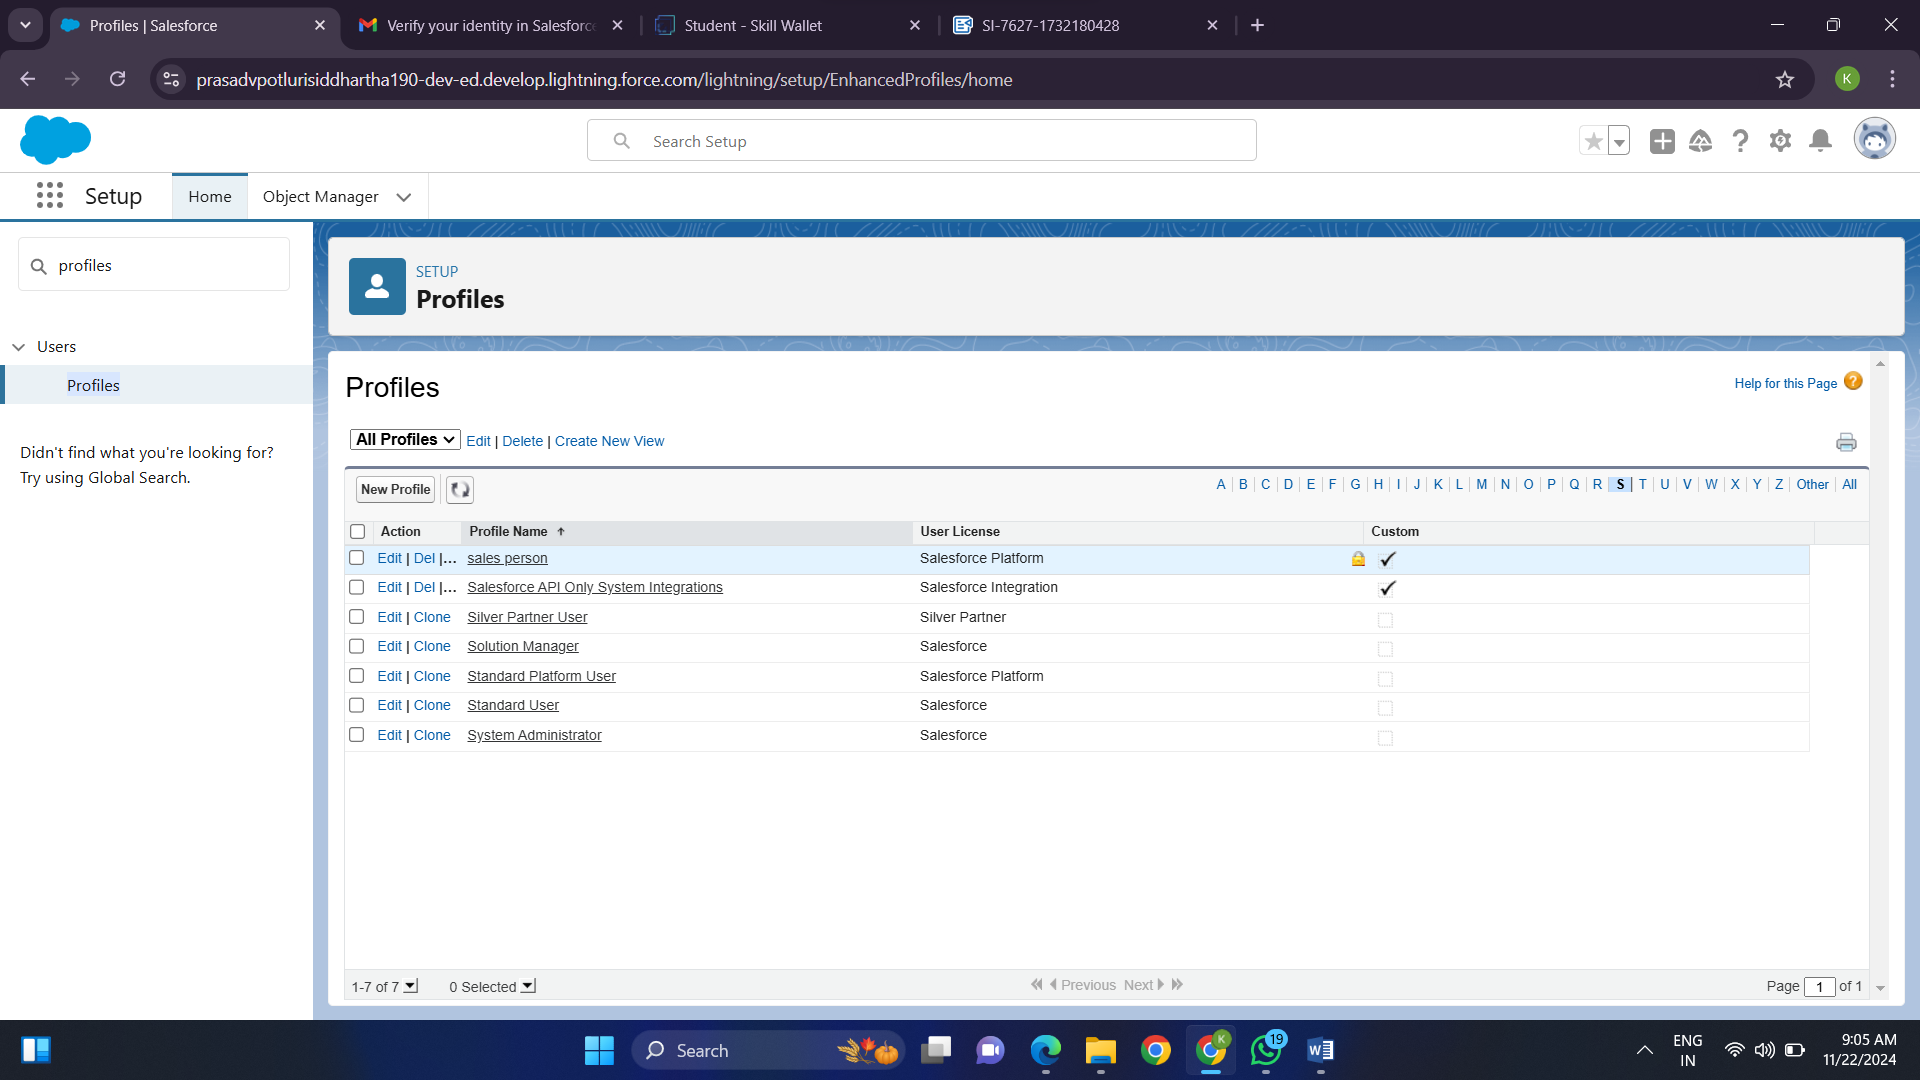 Profiles | Salesforce
Verify your identity in Salesforc
Student - Skill Wallet
SI-7627-1732180428
prasadvpotlurisiddhartha190-dev-ed.develop.lightning.force.com/lightning/setup/EnhancedProfiles/home
K
Search Setup
Setup
Home
Object Manager
profiles
Users
Profiles
Didn't find what you're looking for?
Try using Global Search.
SETUP
Profiles
Profiles
Help for this Page
All Profiles Edit | Delete | Create New View
New Profile
A | B | C | D | E | F | G | H | I | J | K | L | M | N | O | P | Q | R | S | T | U | V | W | X | Y | Z | Other | All
Action Profile Name User License Custom
Edit | Del |... sales person Salesforce Platform
Edit | Del |... Salesforce API Only System Integrations Salesforce Integration
Edit | Clone Silver Partner User Silver Partner
Edit | Clone Solution Manager Salesforce
Edit | Clone Standard Platform User Salesforce Platform
Edit | Clone Standard User Salesforce
Edit | Clone System Administrator Salesforce
1-7 of 7 0 Selected Previous Next Page 1 of 1
Search
K
19
W
ENG
IN
9:05 AM
11/22/2024